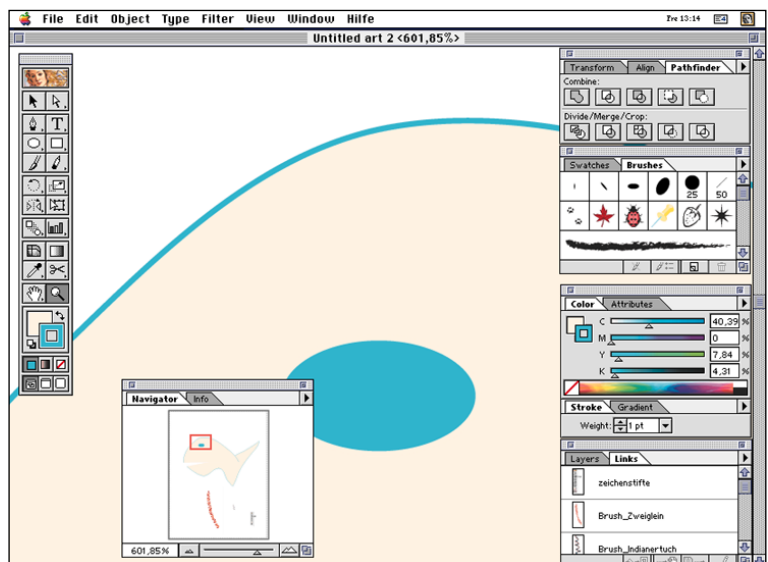 File Edit Object Type Filter View Window Hilfe
Fre 13:14
Untitled art 2 <601,85%>
Transform Align Pathfinder
Combine:
Divide/Merge/Crop:
Swatches Brushes
25 50
Color Attributes
C 40,39 %
M 0 %
Y 7,84 %
K 4,31 %
Stroke Gradient
Weight: 1 pt
Layers Links
zeichenstifte
Brush_Zweiglein
Brush_Indianertuch
T
Navigator Info
601,85%